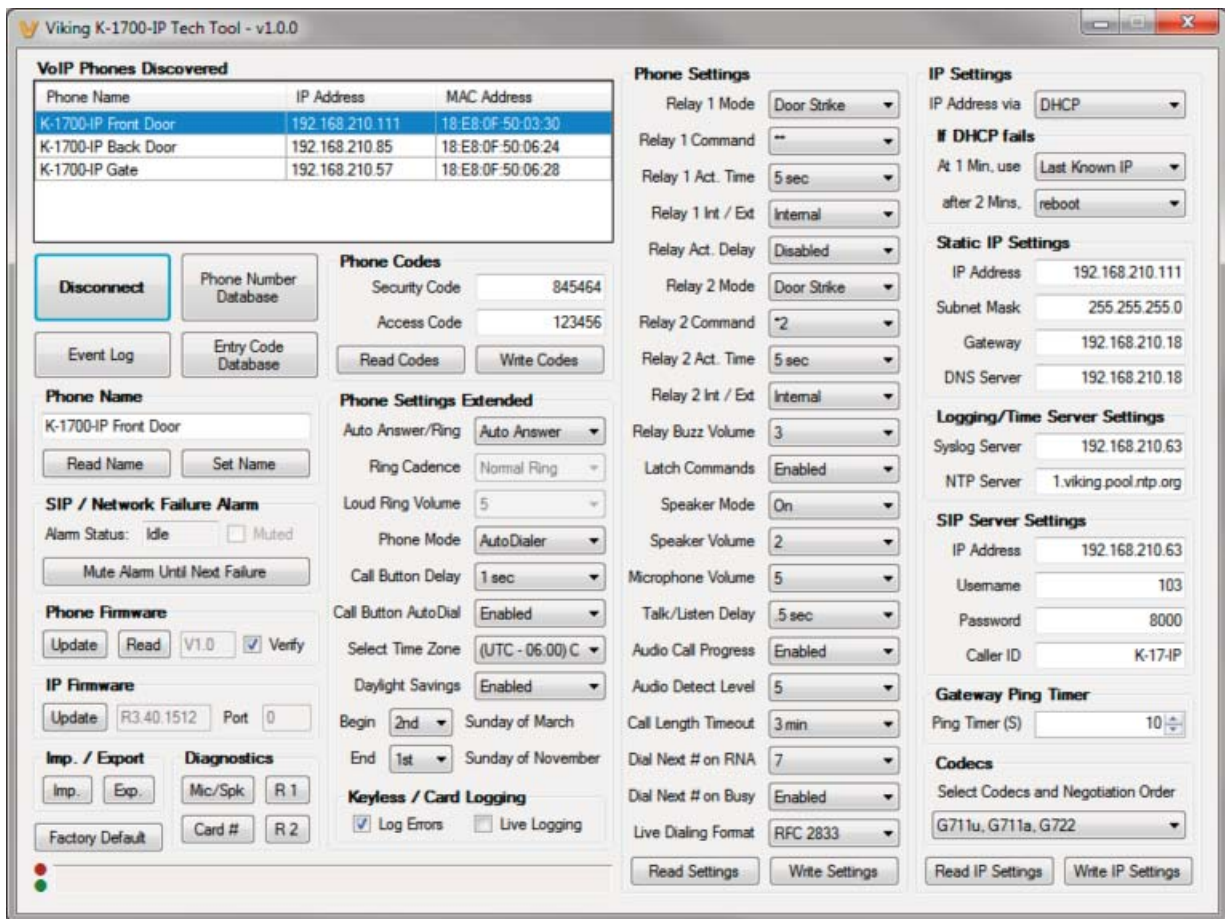 Viking K-1700-IP Tech Tool - v1.0.0
VoIP Phones Discovered
Phone Name IP Address MAC Address
K-1700-IP Front Door 192.168.210.111 18:E8:0F:50:03:30
K-1700-IP Back Door 192.168.210.85 18:E8:0F:50:06:24
K-1700-IP Gate 192.168.210.57 18:E8:0F:50:06:28
Disconnect
Phone Number Database
Event Log
Entry Code Database
Phone Name
K-1700-IP Front Door
Read Name Set Name
SIP / Network Failure Alarm
Alarm Status: Idle Muted
Mute Alarm Until Next Failure
Phone Firmware
Update Read V1.0 Verify
IP Firmware
Update R3.40.1512 Port 0
Imp. / Export
Imp. Exp.
Factory Default
Diagnostics
Mic/Spk R 1
Card # R 2
Phone Codes
Security Code 845464
Access Code 123456
Read Codes Write Codes
Phone Settings Extended
Auto Answer/Ring Auto Answer
Ring Cadence Normal Ring
Loud Ring Volume 5
Phone Mode AutoDialer
Call Button Delay 1 sec
Call Button AutoDial Enabled
Select Time Zone (UTC - 06:00) C
Daylight Savings Enabled
Begin 2nd Sunday of March
End 1st Sunday of November
Keyless / Card Logging
Log Errors Live Logging
Phone Settings
Relay 1 Mode Door Strike
Relay 1 Command **
Relay 1 Act. Time 5 sec
Relay 1 Int / Ext Internal
Relay Act. Delay Disabled
Relay 2 Mode Door Strike
Relay 2 Command *2
Relay 2 Act. Time 5 sec
Relay 2 Int / Ext Internal
Relay Buzz Volume 3
Latch Commands Enabled
Speaker Mode On
Speaker Volume 2
Microphone Volume 5
Talk/Listen Delay .5 sec
Audio Call Progress Enabled
Audio Detect Level 5
Call Length Timeout 3 min
Dial Next # on RNA 7
Dial Next # on Busy Enabled
Live Dialing Format RFC 2833
Read Settings Write Settings
IP Settings
IP Address via DHCP
If DHCP fails
At 1 Min, use Last Known IP
after 2 Mins, reboot
Static IP Settings
IP Address 192.168.210.111
Subnet Mask 255.255.255.0
Gateway 192.168.210.18
DNS Server 192.168.210.18
Logging/Time Server Settings
Syslog Server 192.168.210.63
NTP Server 1.viking.pool.ntp.org
SIP Server Settings
IP Address 192.168.210.63
Username 103
Password 8000
Caller ID K-17-IP
Gateway Ping Timer
Ping Timer (S) 10
Codecs
Select Codecs and Negotiation Order
G711u, G711a, G722
Read IP Settings Write IP Settings